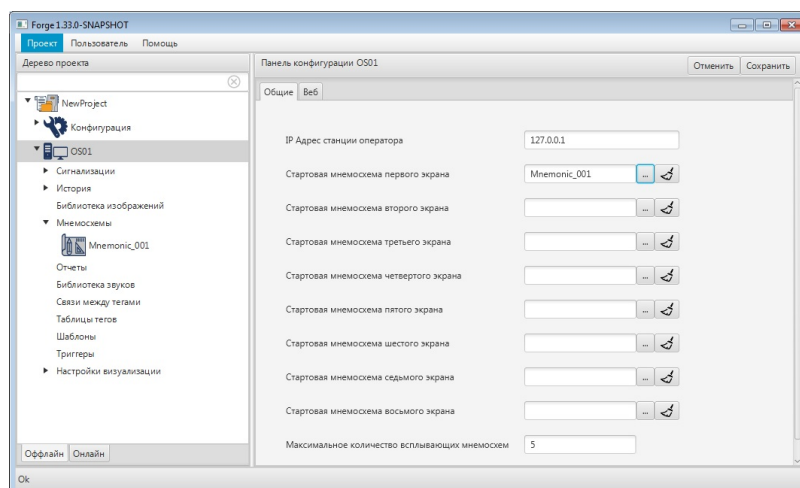 Forge 1.33.0-SNAPSHOT
Проект Пользователь Помощь
Дерево проекта
NewProject
Конфигурация
OS01
Сигнализации
История
Библиотека изображений
Мнемосхемы
Mnemonic_001
Отчеты
Библиотека звуков
Связи между тегами
Таблицы тегов
Шаблоны
Триггеры
Настройки визуализации
Оффлайн Онлайн
Панель конфигурации OS01
Отменить Сохранить
Общие Веб
IP Адрес станции оператора 127.0.0.1
Стартовая мнемосхема первого экрана Mnemonic_001 ...
Стартовая мнемосхема второго экрана ...
Стартовая мнемосхема третьего экрана ...
Стартовая мнемосхема четвертого экрана ...
Стартовая мнемосхема пятого экрана ...
Стартовая мнемосхема шестого экрана ...
Стартовая мнемосхема седьмого экрана ...
Стартовая мнемосхема восьмого экрана ...
Максимальное количество всплывающих мнемосхем 5
Ok